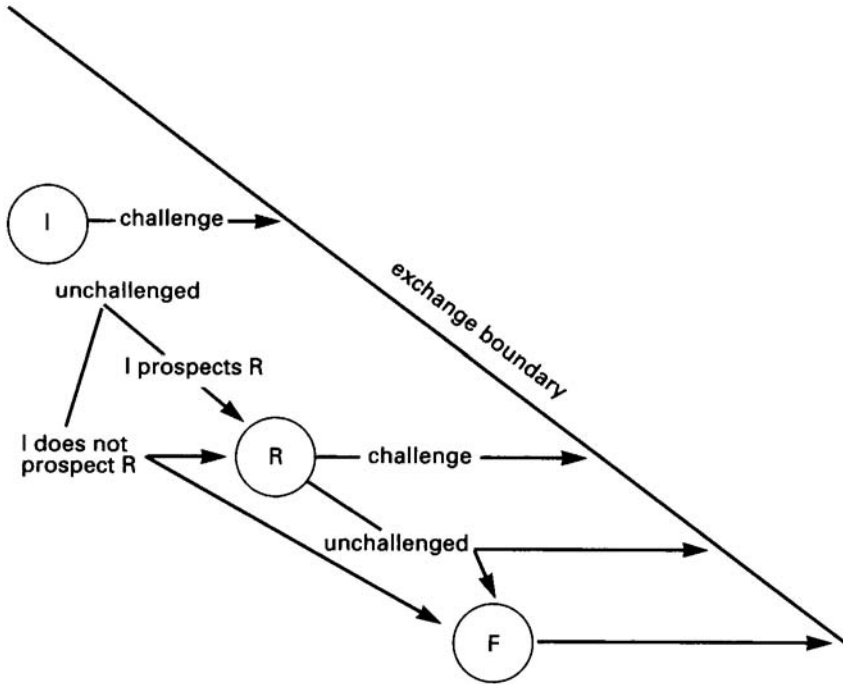 I
challenge
unchallenged
exchange boundary
I prospects R
I does not
prospect R
R
challenge
unchallenged
F